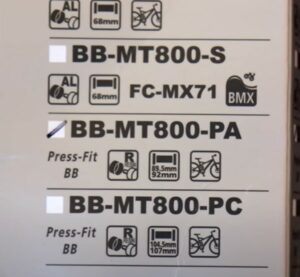 AL 68mm
BB-MT800-S
AL 68mm FC-MX71 BMX
BB-MT800-PA
Press-Fit BB R 89,5mm 92mm
BB-MT800-PC
Press-Fit BB R 104,5mm 107mm